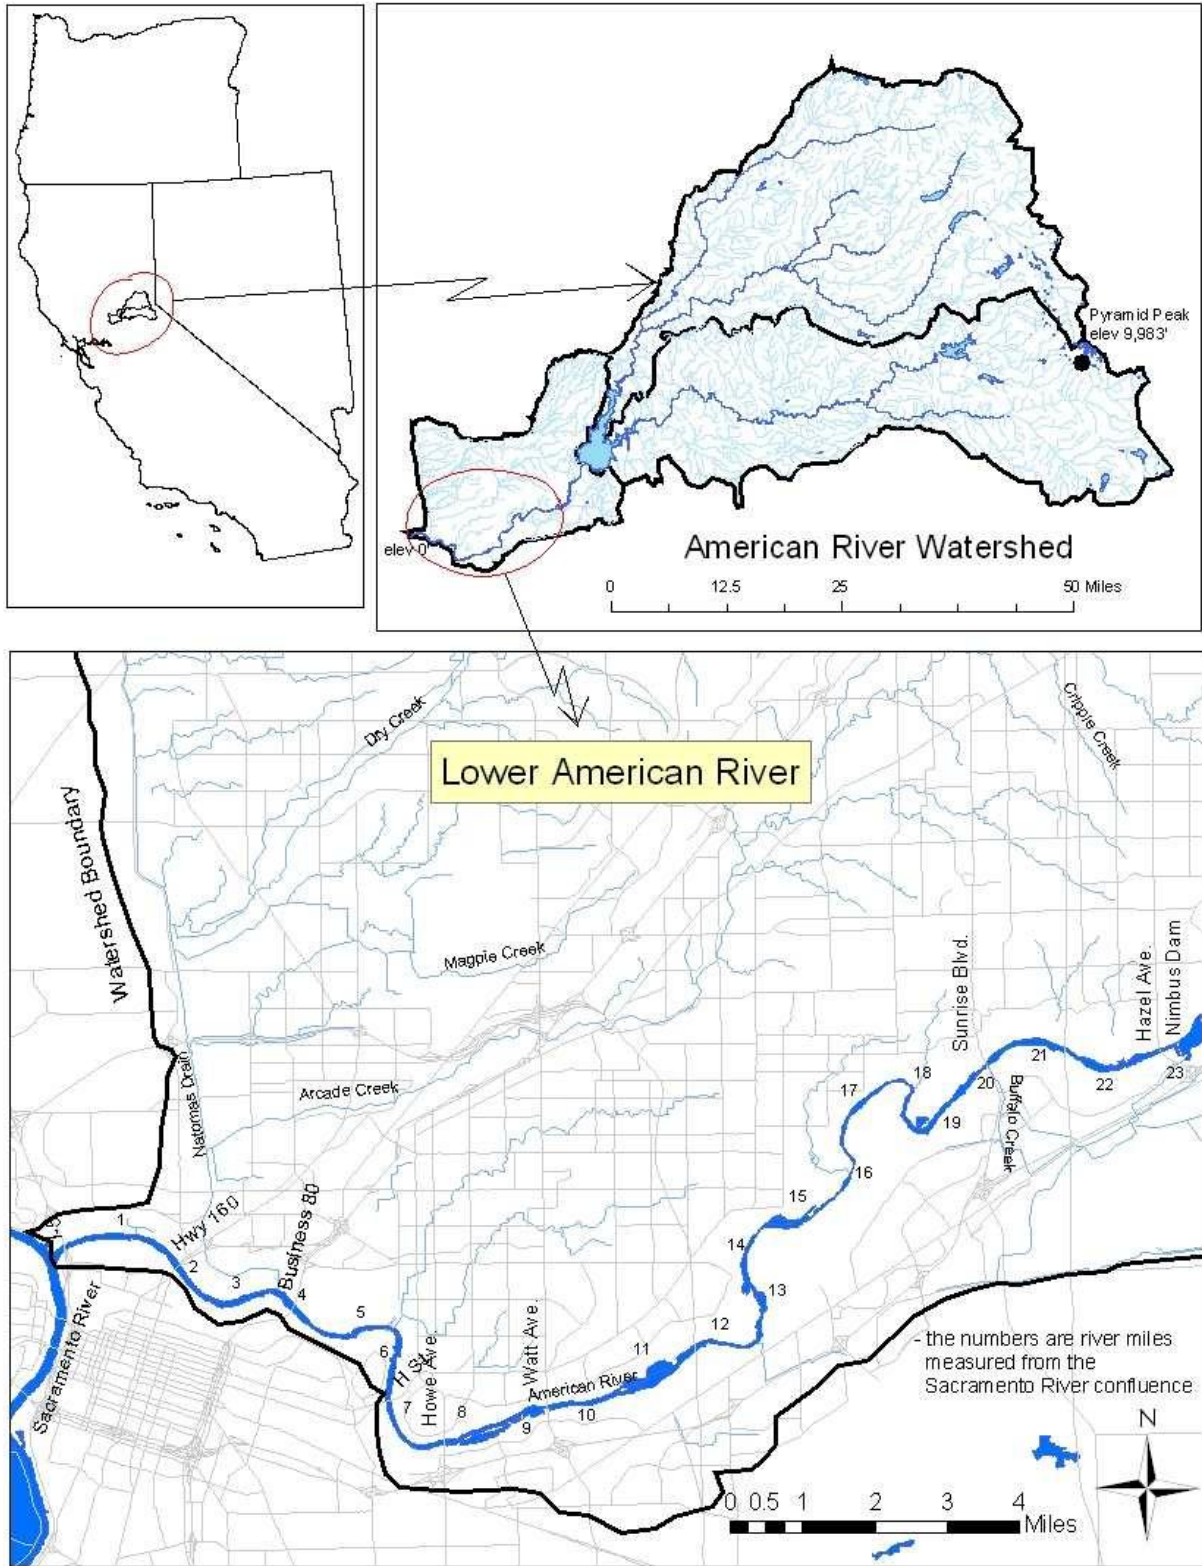 Pyramid Peak
elev 9,983'
elev 0'
American River Watershed
0 12.5 25 50 Miles
Lower American River
Dry Creek
Cripple Creek
Watershed Boundary
Magpie Creek
Natomas Drain
Arcade Creek
Sunrise Blvd.
Hazel Ave.
Nimbus Dam
Buffalo Creek
Hwy 160
Business 80
H St.
Howe Ave.
Watt Ave.
American River
Sacramento River
I-5
1
2
3
4
5
6
7
8
9
10
11
12
13
14
15
16
17
18
19
20
21
22
23
- the numbers are river miles
measured from the
Sacramento River confluence
N
0 0.5 1 2 3 4
Miles